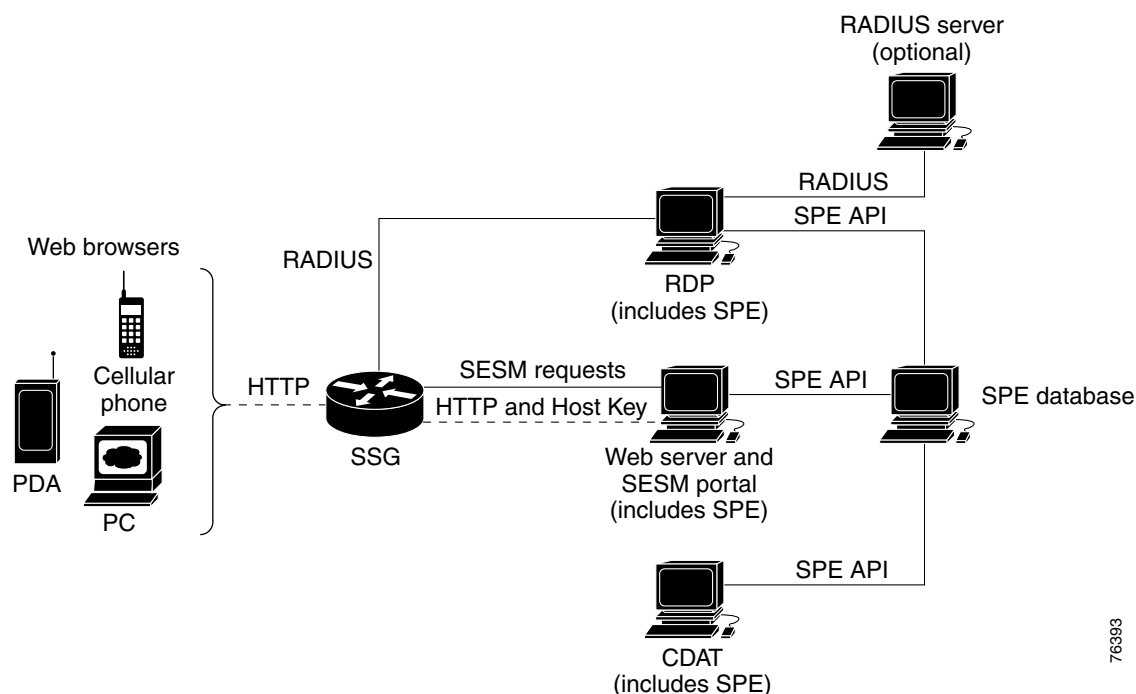 RADIUS server
(optional)
RADIUS
SPE API
Web browsers
RADIUS
RDP
(includes SPE)
Cellular
phone
HTTP
SESM requests
SPE API
SPE database
HTTP and Host Key
SSG
Web server and
SESM portal
(includes SPE)
PDA
PC
SPE API
CDAT
(includes SPE)
76393